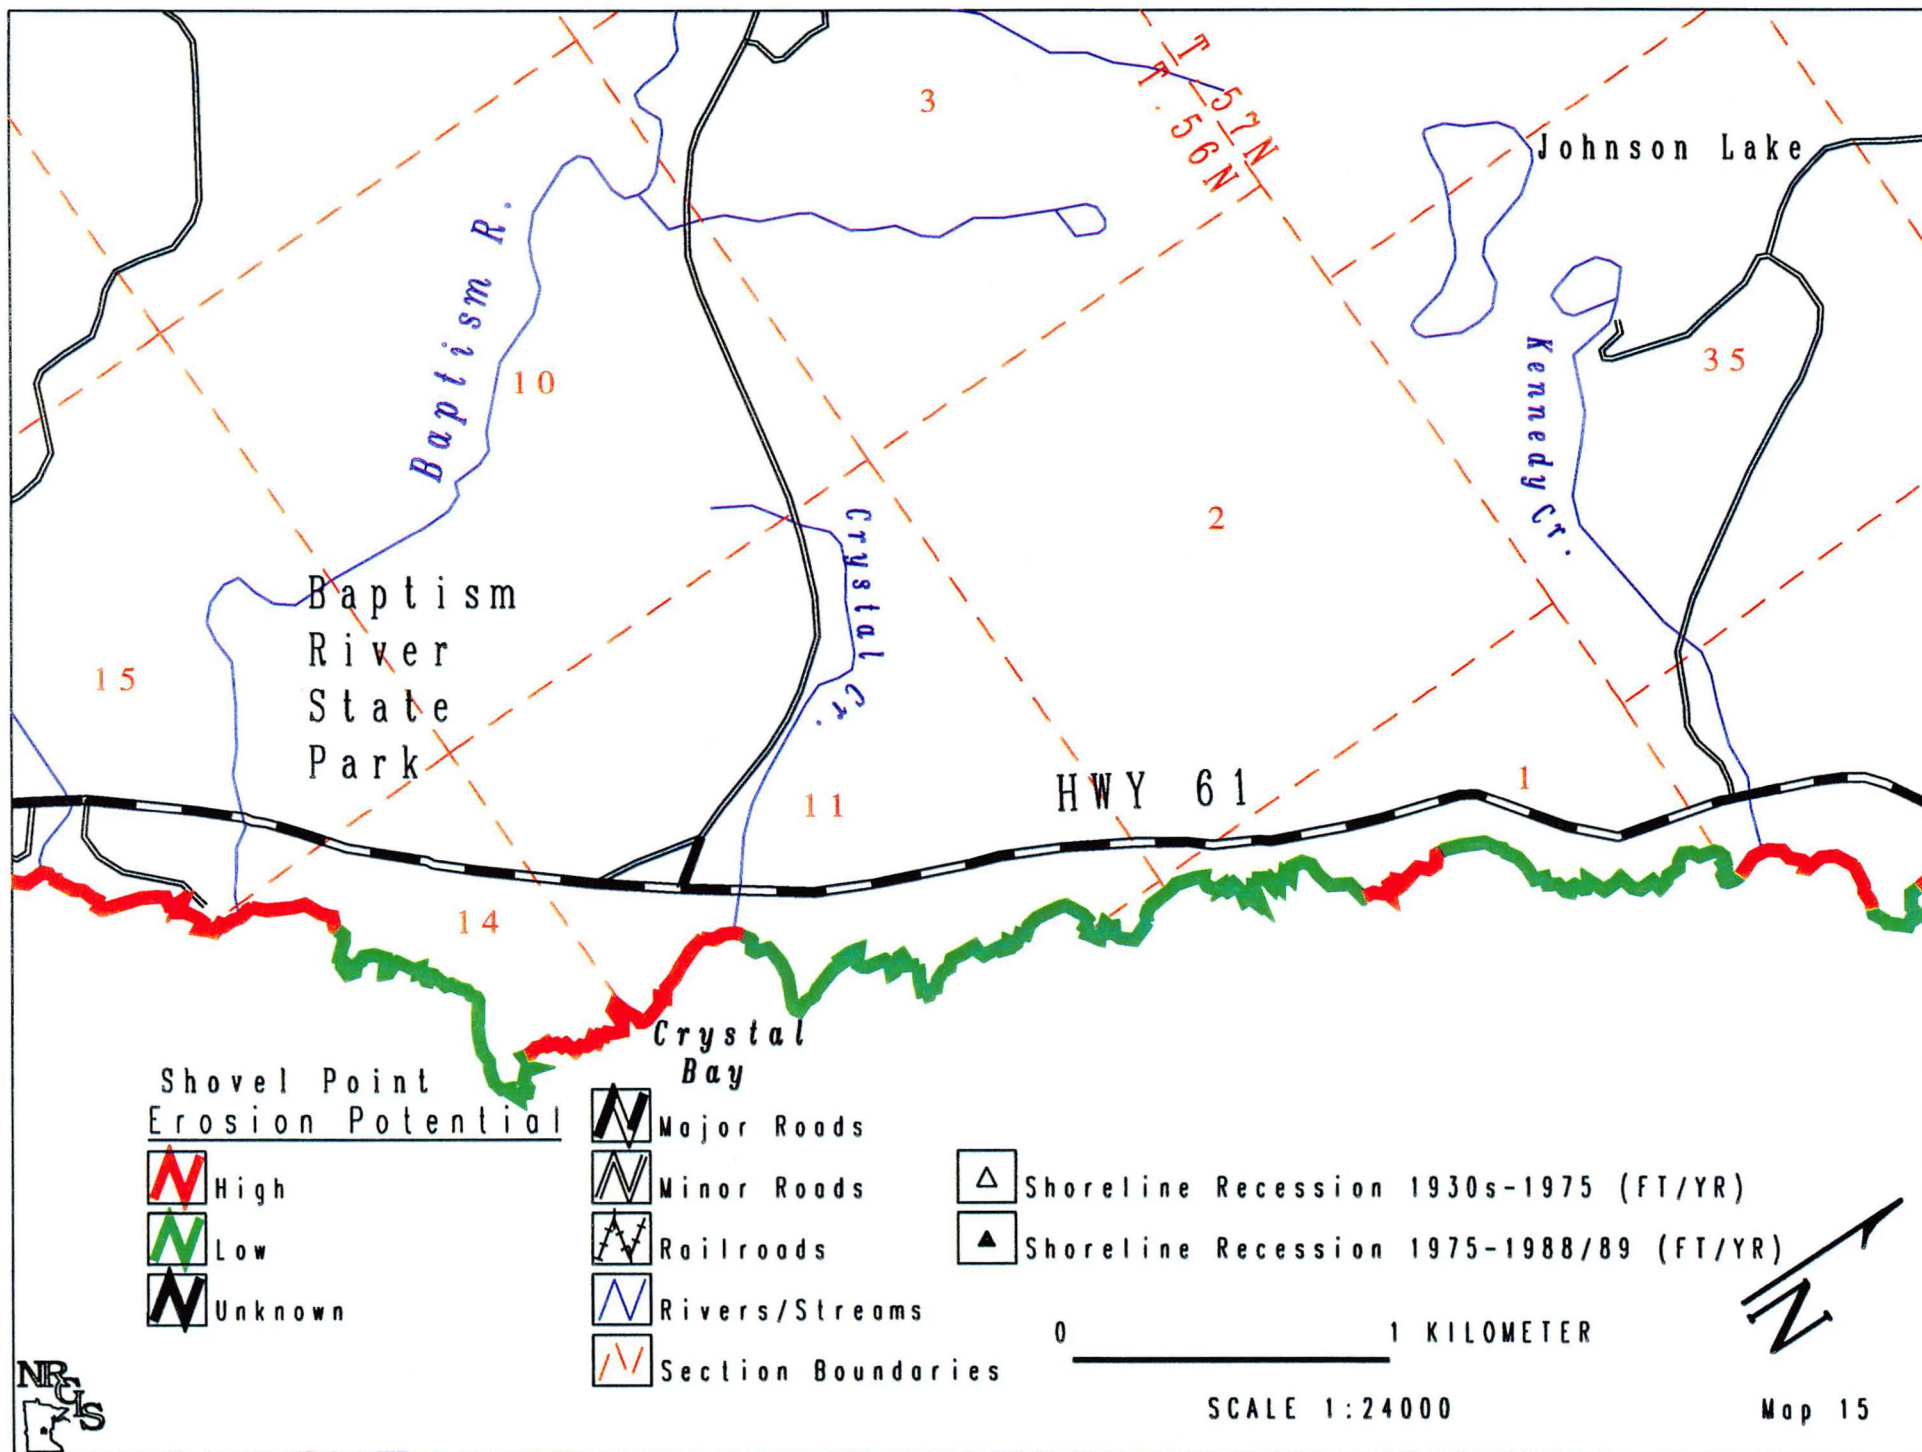 3
T 57N
T.56N
Johnson Lake
Baptism R.
10
35
Kennedy Cr.
2
Crystal Cr.
Baptism
River
State
Park
15
11
HWY 61
1
14
Crystal
Bay
Shovel Point
Erosion Potential
High
Low
Unknown
Major Roads
Minor Roads
Railroads
Rivers/Streams
Section Boundaries
Shoreline Recession 1930s-1975 (FT/YR)
Shoreline Recession 1975-1988/89 (FT/YR)
0 1 KILOMETER
SCALE 1:24000
N
Map 15
NRGIS